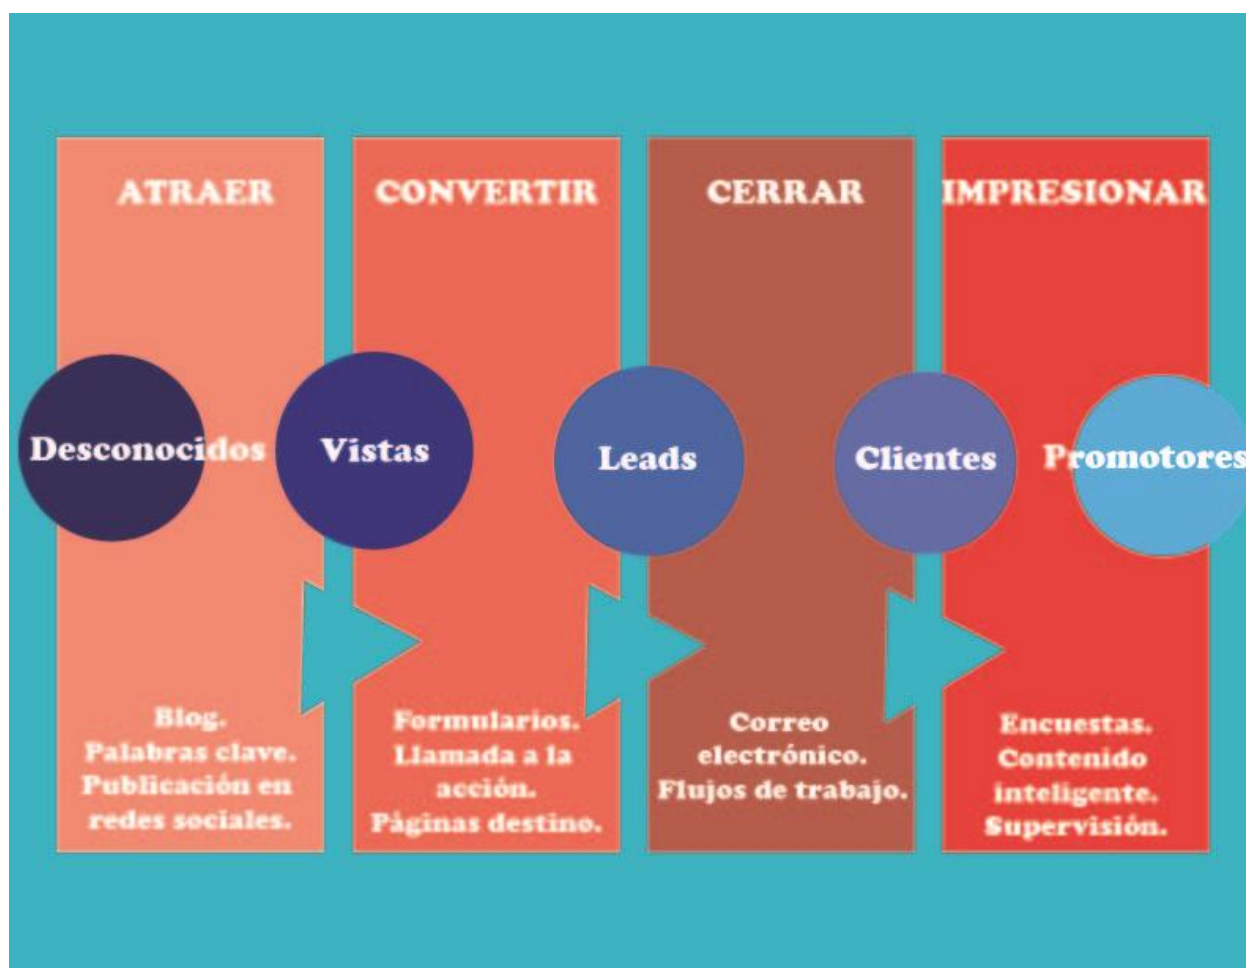 ATRAER
CONVERTIR
CERRAR
IMPRESIONAR
Desconocidos
Vistas
Leads
Clientes
Promotores
Blog.
Palabras clave.
Publicación en
redes sociales.
Formularios.
Llamada a la
acción.
Pàginas destino.
Correo
electrónico.
Flujos de trabajo.
Encuestas.
Contenido
inteligente.
Supervisión.